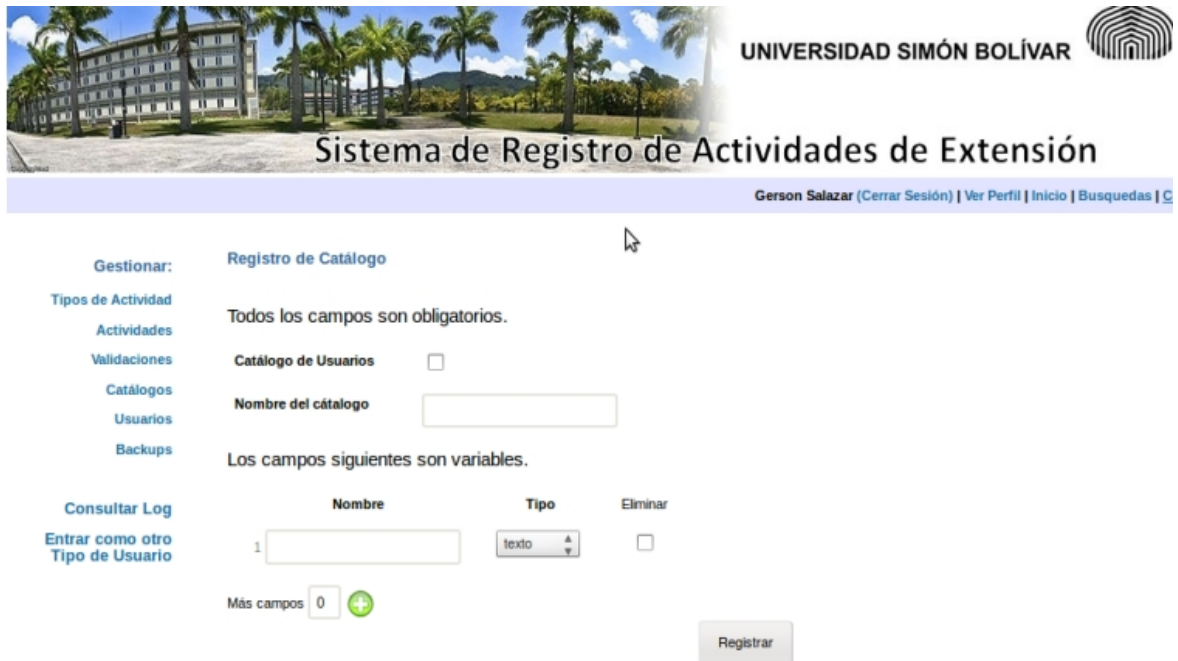 UNIVERSIDAD SIMÓN BOLÍVAR
Sistema de Registro de Actividades de Extensión
Gerson Salazar (Cerrar Sesión) | Ver Perfil | Inicio | Busquedas | C
Gestionar:
Tipos de Actividad
Actividades
Validaciones
Catálogos
Usuarios
Backups
Consultar Log
Entrar como otro
Tipo de Usuario
Registro de Catálogo
Todos los campos son obligatorios.
Catálogo de Usuarios
Nombre del cátalogo
Los campos siguientes son variables.
Nombre Tipo Eliminar
1 texto
Más campos 0
Registrar